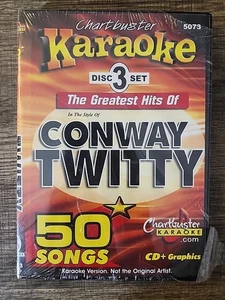 Chartbuster
5073
Karaoke
DISC 3 SET
The Greatest Hits Of
In The Style Of
CONWAY
TWITTY
50
SONGS
Chartbuster
KARAOKE
.com
CD+ Graphics
Karaoke Version. Not the Original Artist.